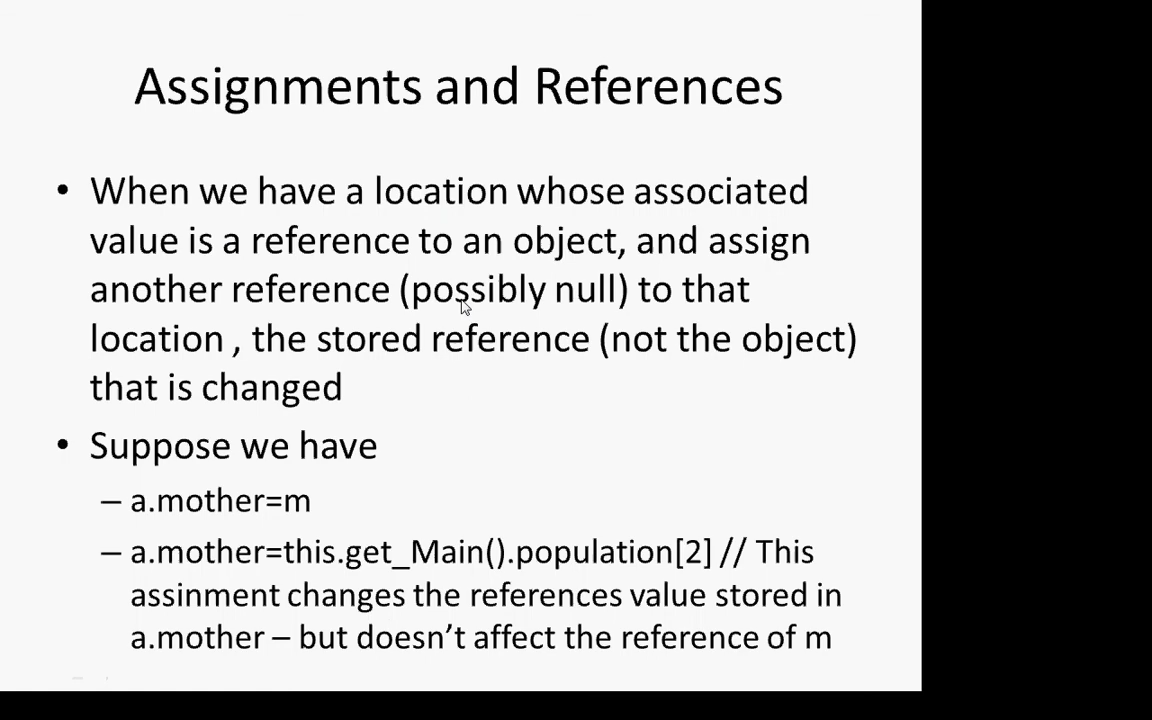 Assignments and References
• When we have a location whose associated
value is a reference to an object, and assign
another reference (possibly null) to that
location , the stored reference (not the object)
that is changed
• Suppose we have
– a.mother=m
– a.mother=this.get_Main().population[2] // This
assinment changes the references value stored in
a.mother – but doesn’t affect the reference of m